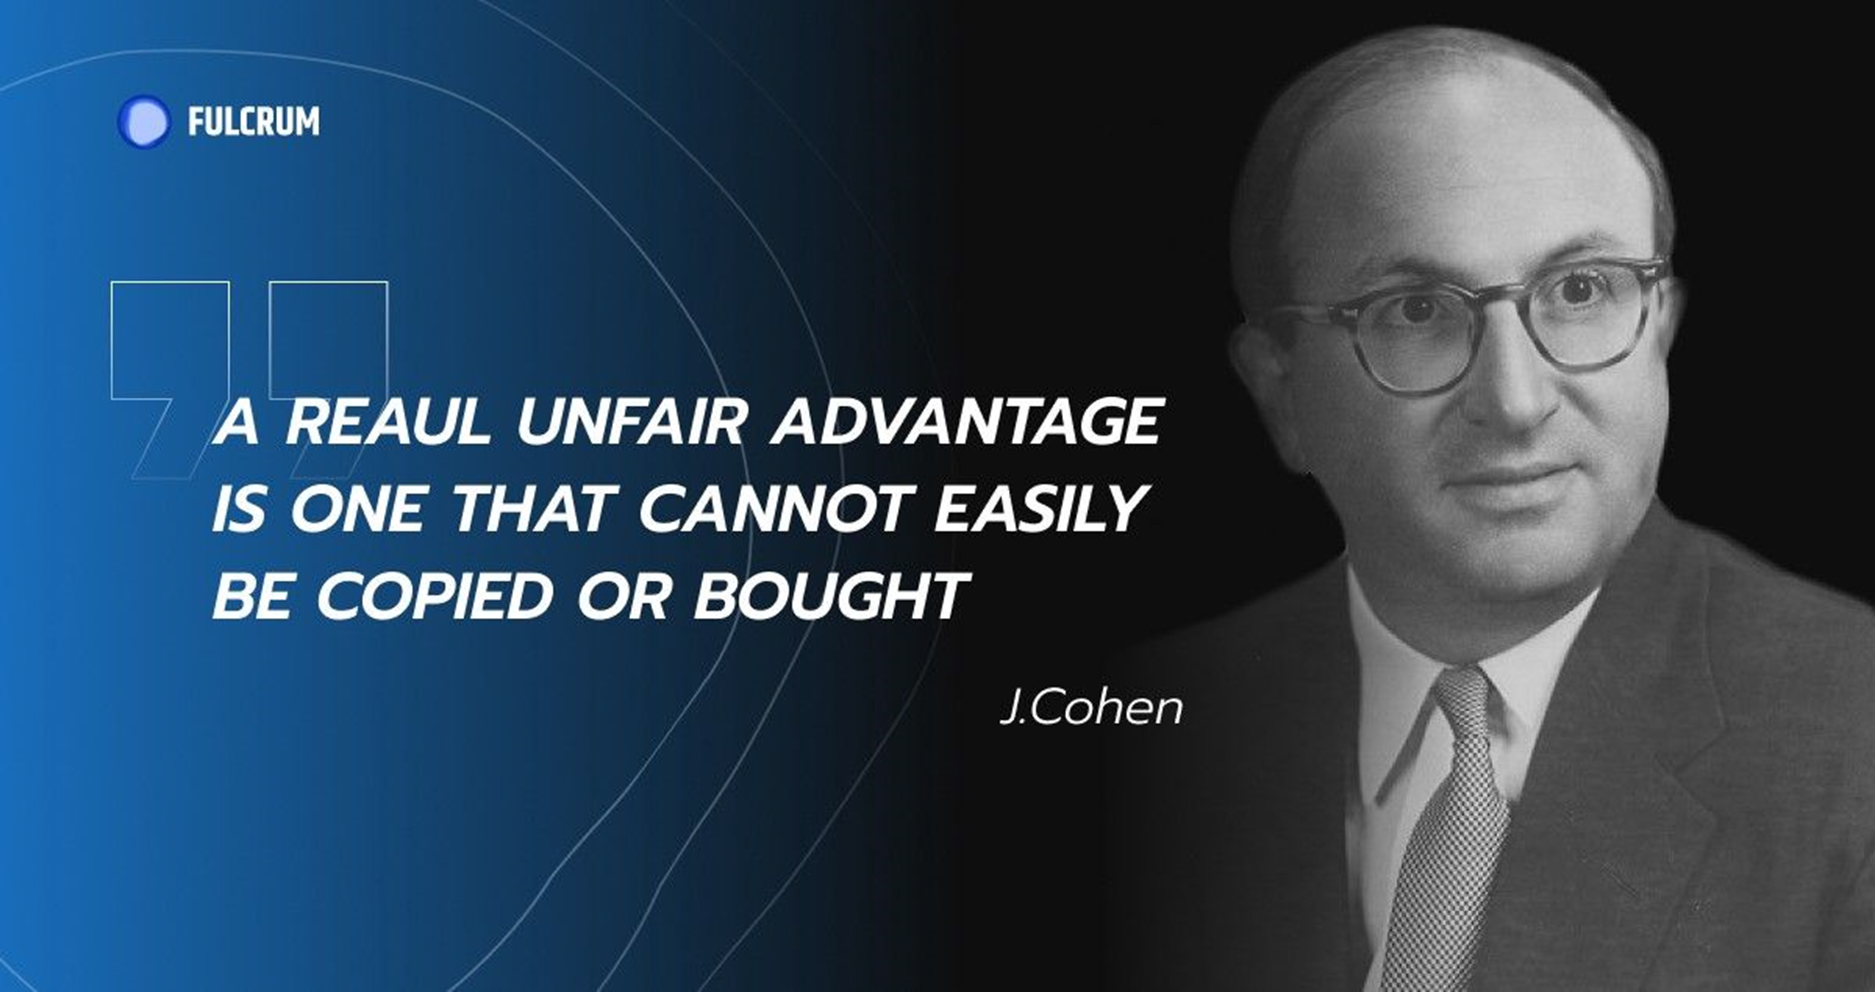 FULCRUM
A REAUL UNFAIR ADVANTAGE
IS ONE THAT CANNOT EASILY
BE COPIED OR BOUGHT
J.Cohen